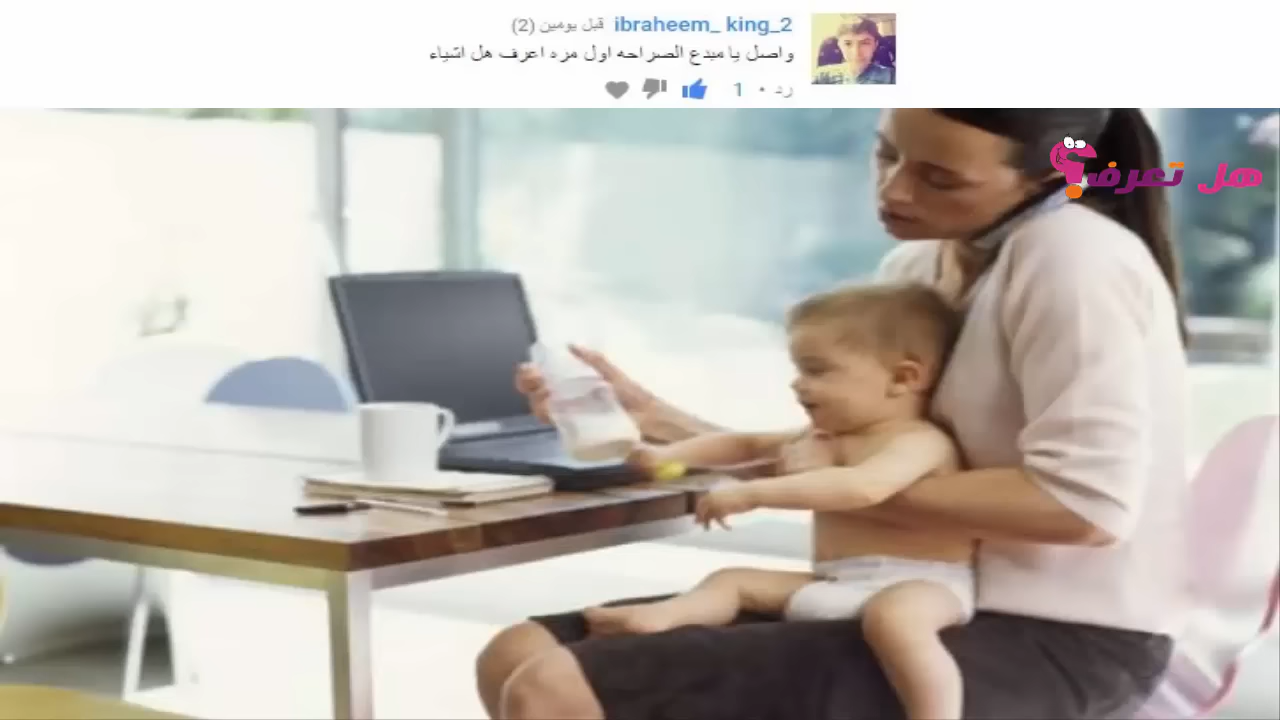 ibraheem_ king_2 قبل يومين (2)
واصل يا مبدع الصراحه اول مره اعرف هل اشياء
رد • 1
هل تعرف؟